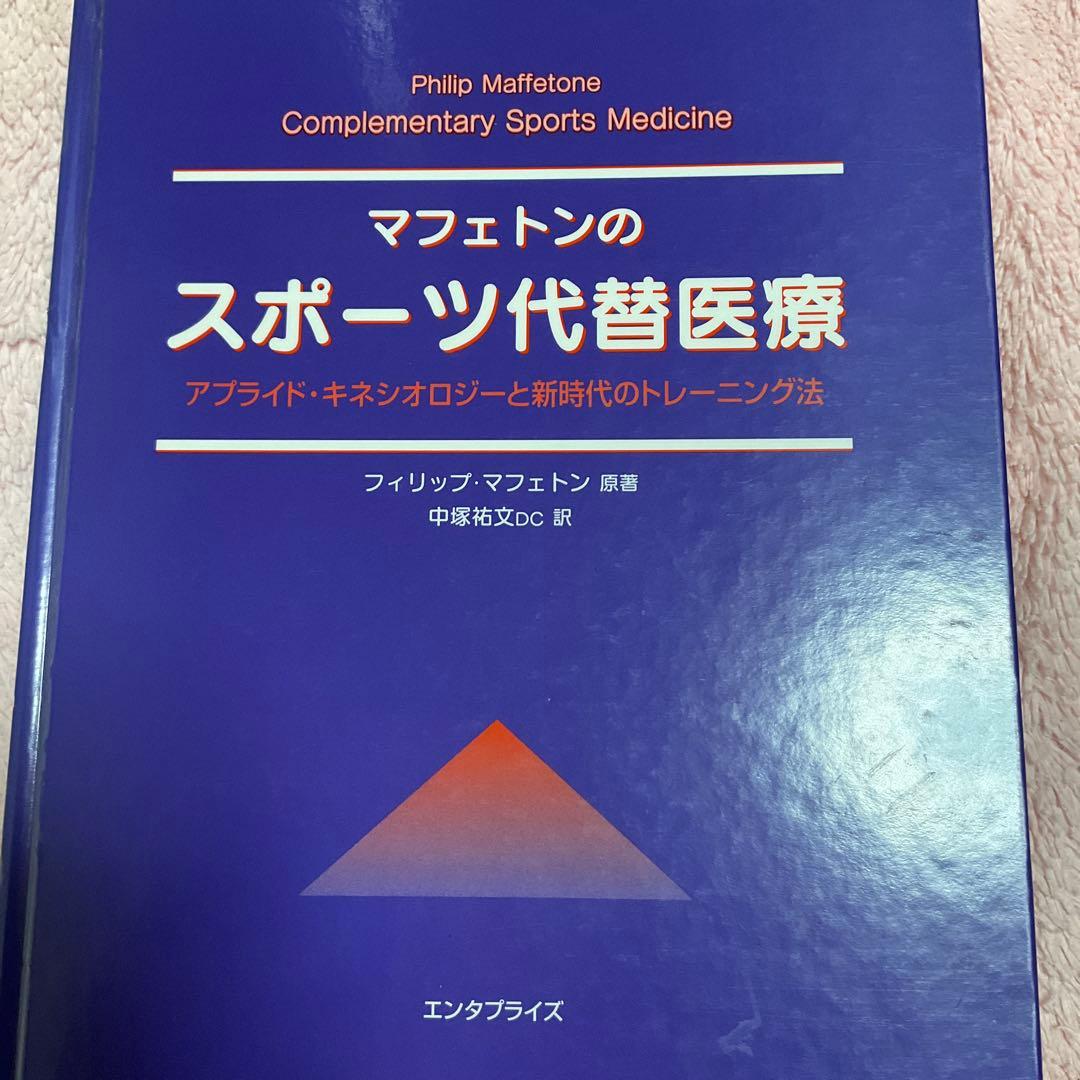 Philip Maffetone
Complementary Sports Medicine
マフェトンの
スポーツ代替医療
アプライド・キネシオロジーと新時代のトレーニング法
フィリップ・マフェトン 原著
中塚祐文DC 訳
エンタプライズ